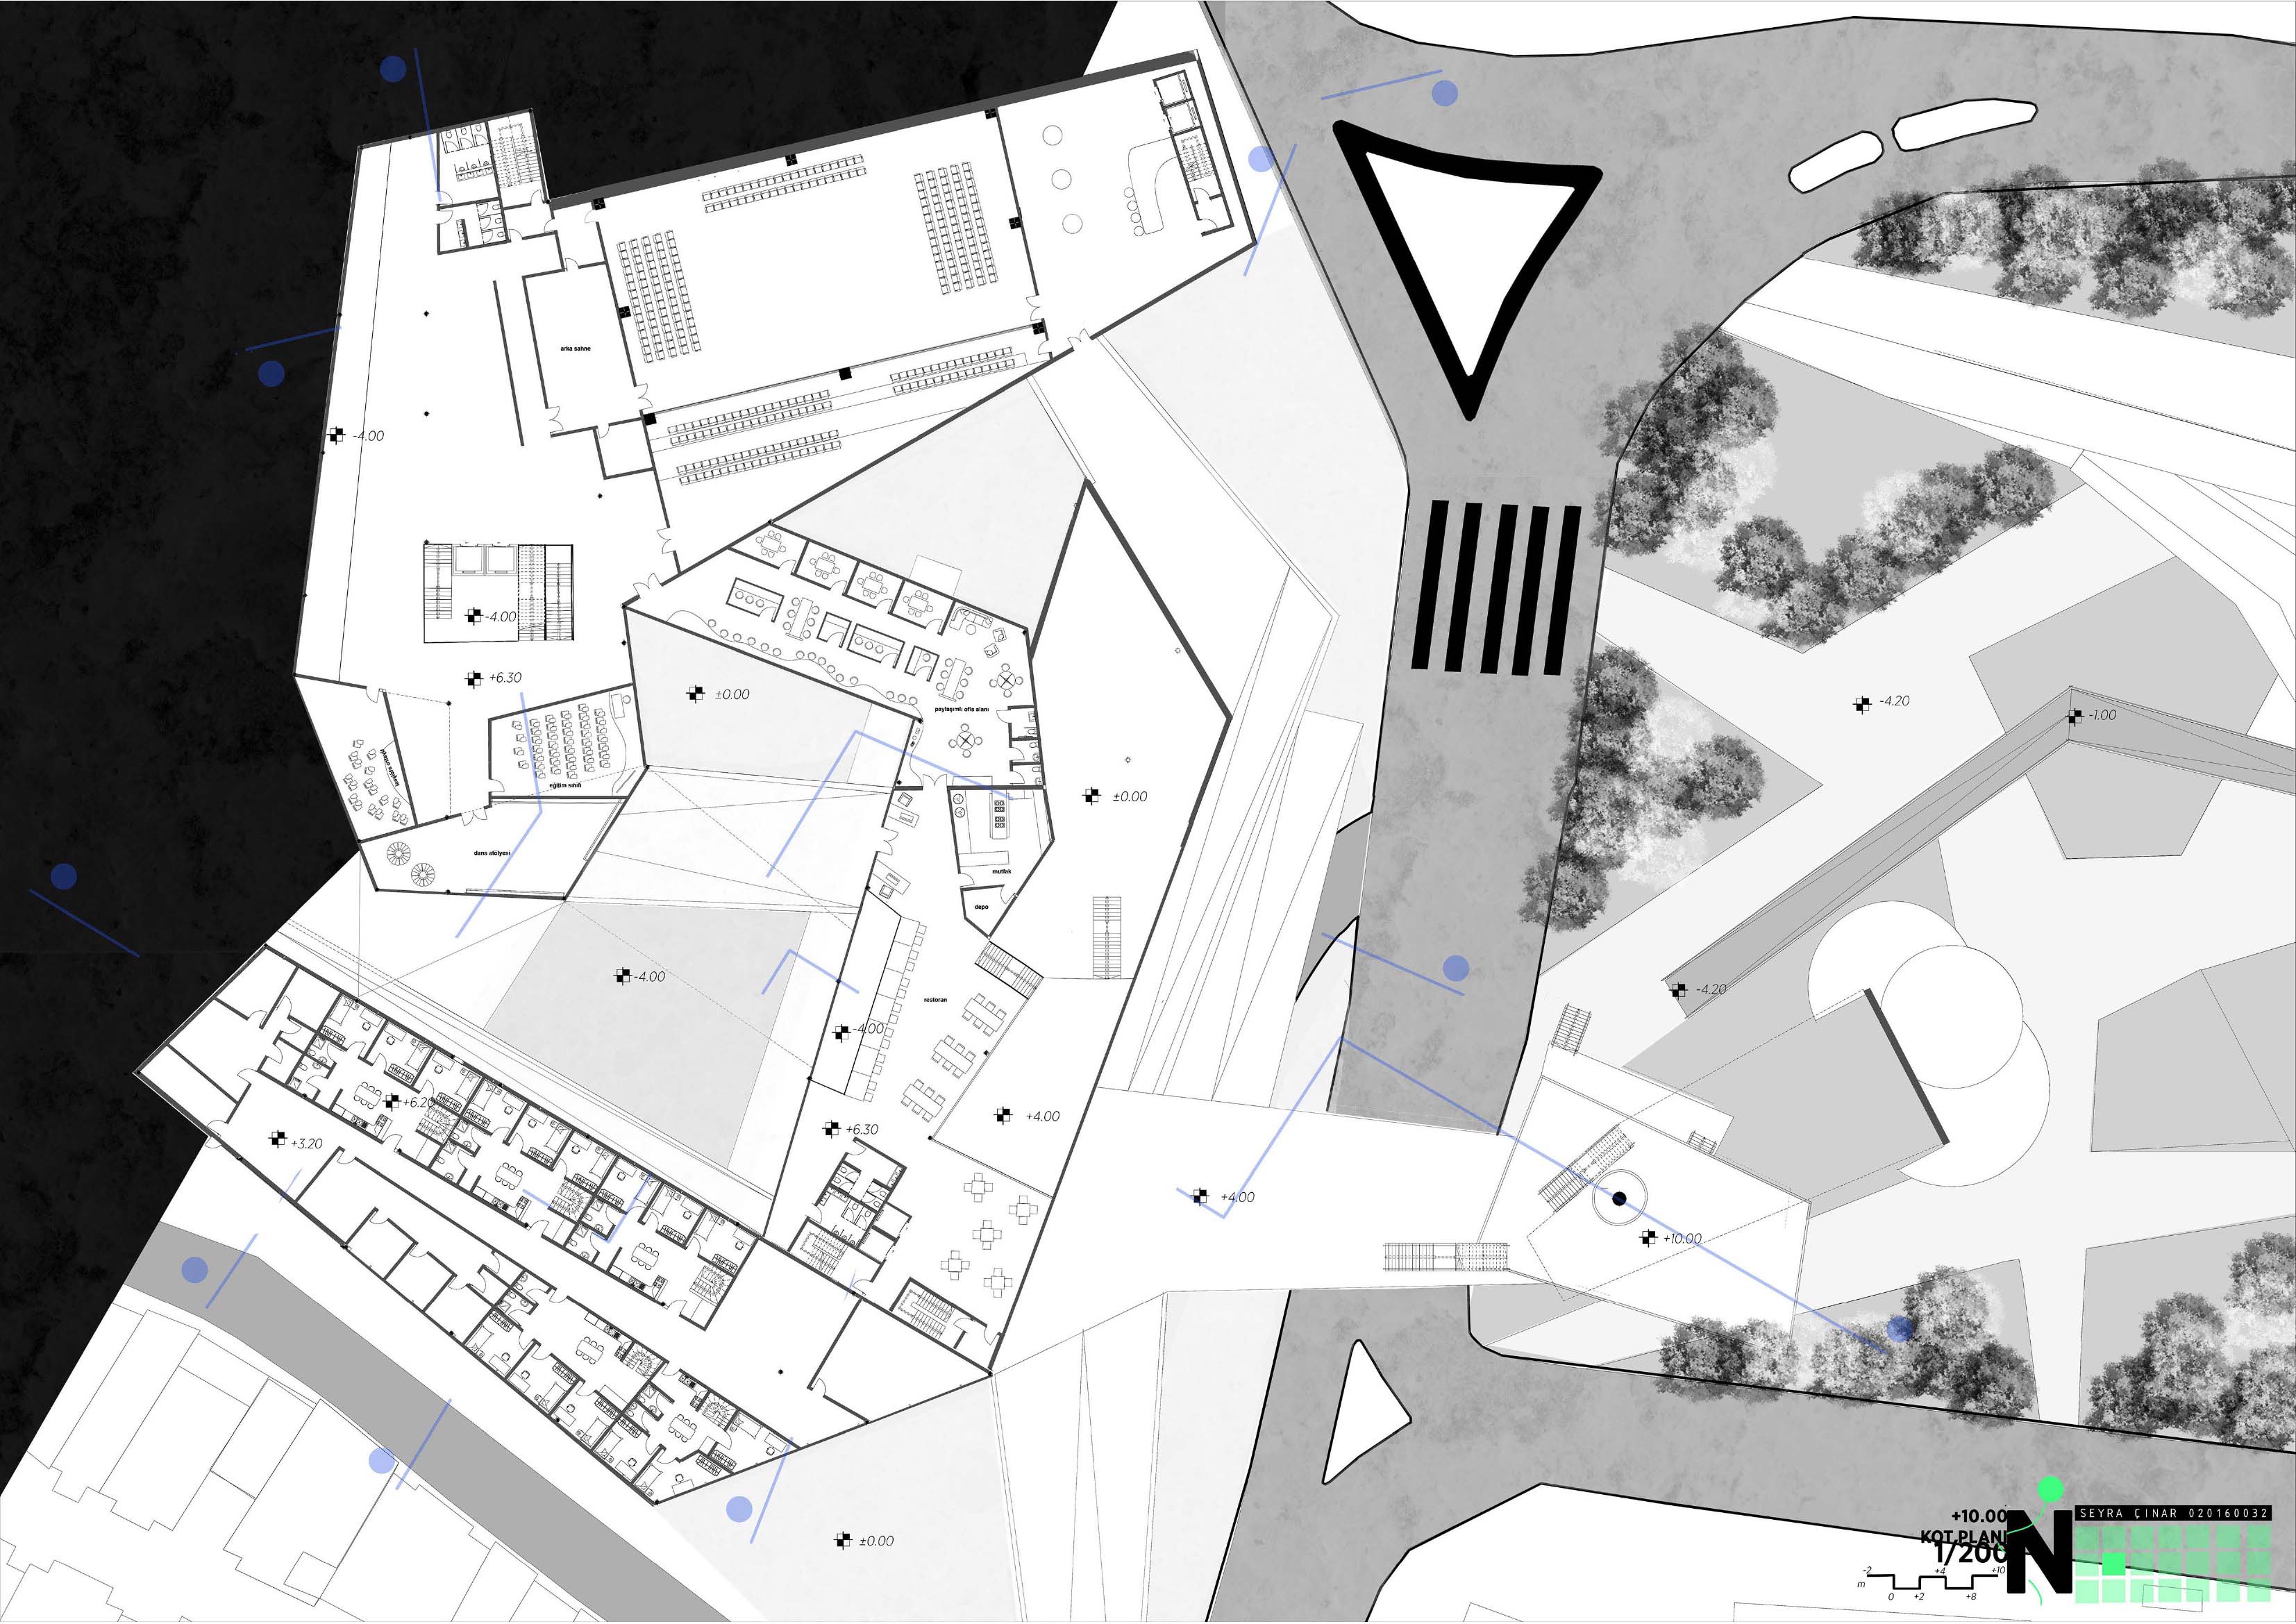 arka sahne
-4.00
-4.00
+6.30
±0.00
paylaşımlı ofis alanı
-4.20
-1.00
eğitim sınıfı
±0.00
dans atölyesi
mutfak
depo
-4.00
restoran
-4.20
-4.00
+6.20
+4.00
+6.30
+3.20
+4.00
+10.00
±0.00
SEYRA ÇINAR 020160032
+10.00
KOT PLANI
1/200
N
-2 +4 +10
m
0 +2 +8